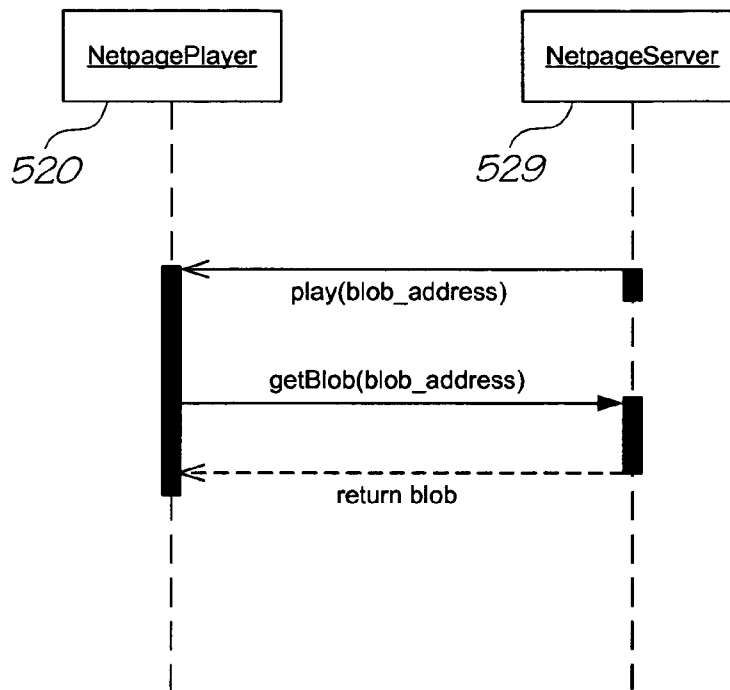 NetpagePlayer
NetpageServer
520
529
play(blob_address)
getBlob(blob_address)
return blob